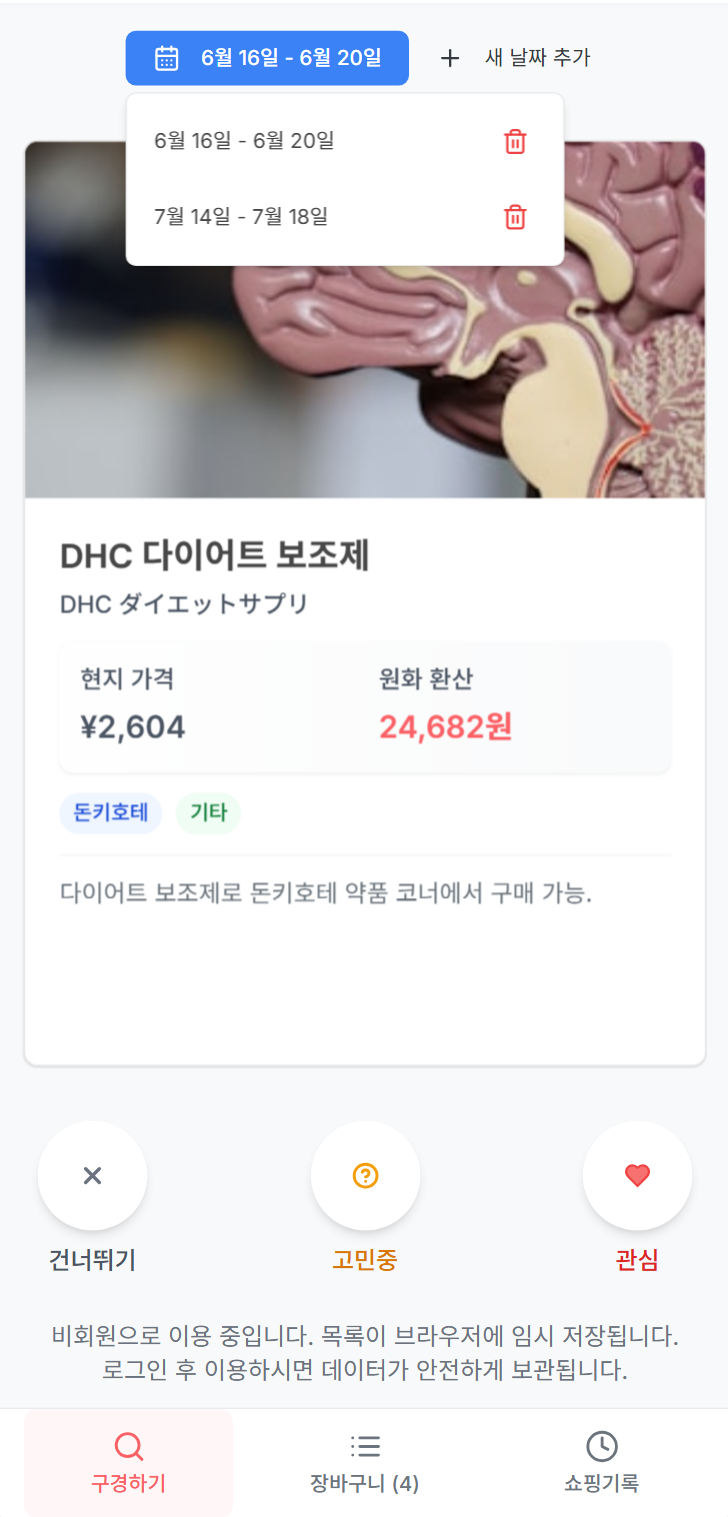 6월 16일 - 6월 20일
새 날짜 추가
6월 16일 - 6월 20일
7월 14일 - 7월 18일
DHC 다이어트 보조제
DHC ダイエットサプリ
현지 가격
원화 환산
¥2,604
24,682원
돈키호테
기타
다이어트 보조제로 돈키호테 약품 코너에서 구매 가능.
건너뛰기
고민중
관심
비회원으로 이용 중입니다. 목록이 브라우저에 임시 저장됩니다.
로그인 후 이용하시면 데이터가 안전하게 보관됩니다.
구경하기
장바구니 (4)
쇼핑기록